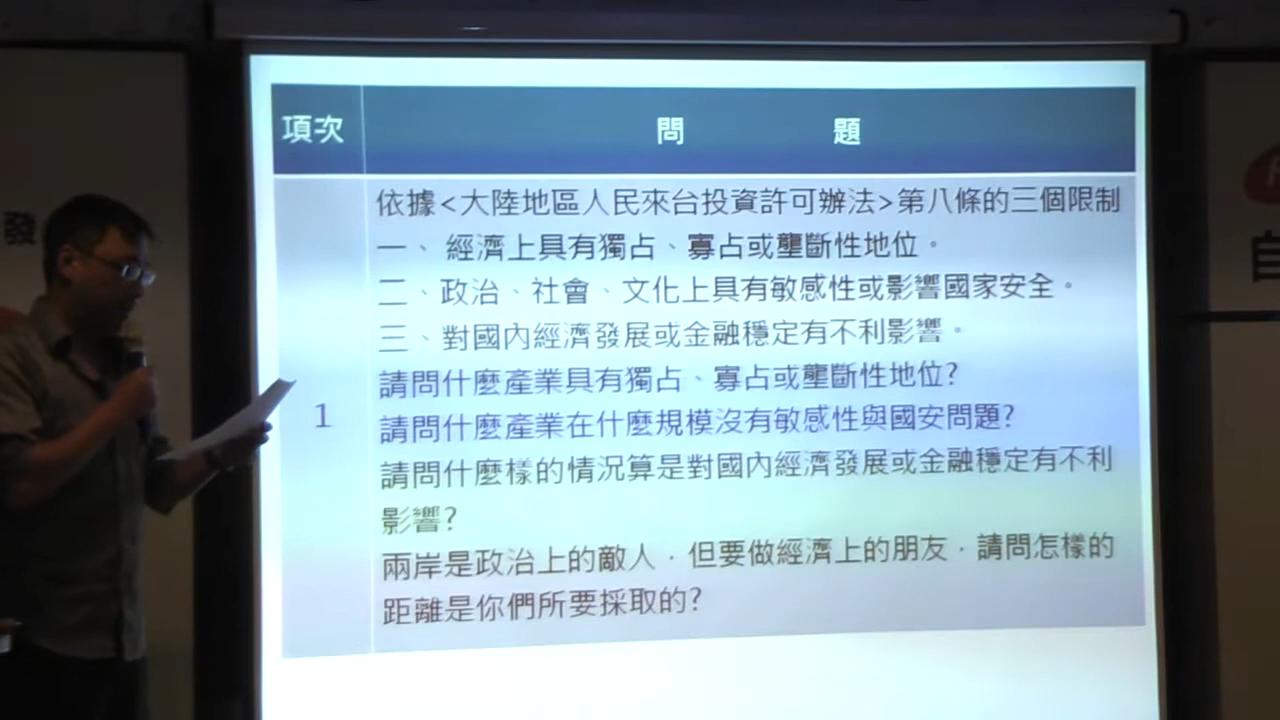 項次 問 題
依據<大陸地區人民來台投資許可辦法>第八條的三個限制
一、 經濟上具有獨占、寡占或壟斷性地位。
二、政治、社會、文化上具有敏感性或影響國家安全。
三、對國內經濟發展或金融穩定有不利影響。
請問什麼產業具有獨占、寡占或壟斷性地位?
1
請問什麼產業在什麼規模沒有敏感性與國安問題?
請問什麼樣的情況算是對國內經濟發展或金融穩定有不利
影響?
兩岸是政治上的敵人，但要做經濟上的朋友，請問怎樣的
距離是你們所要採取的?
發
自